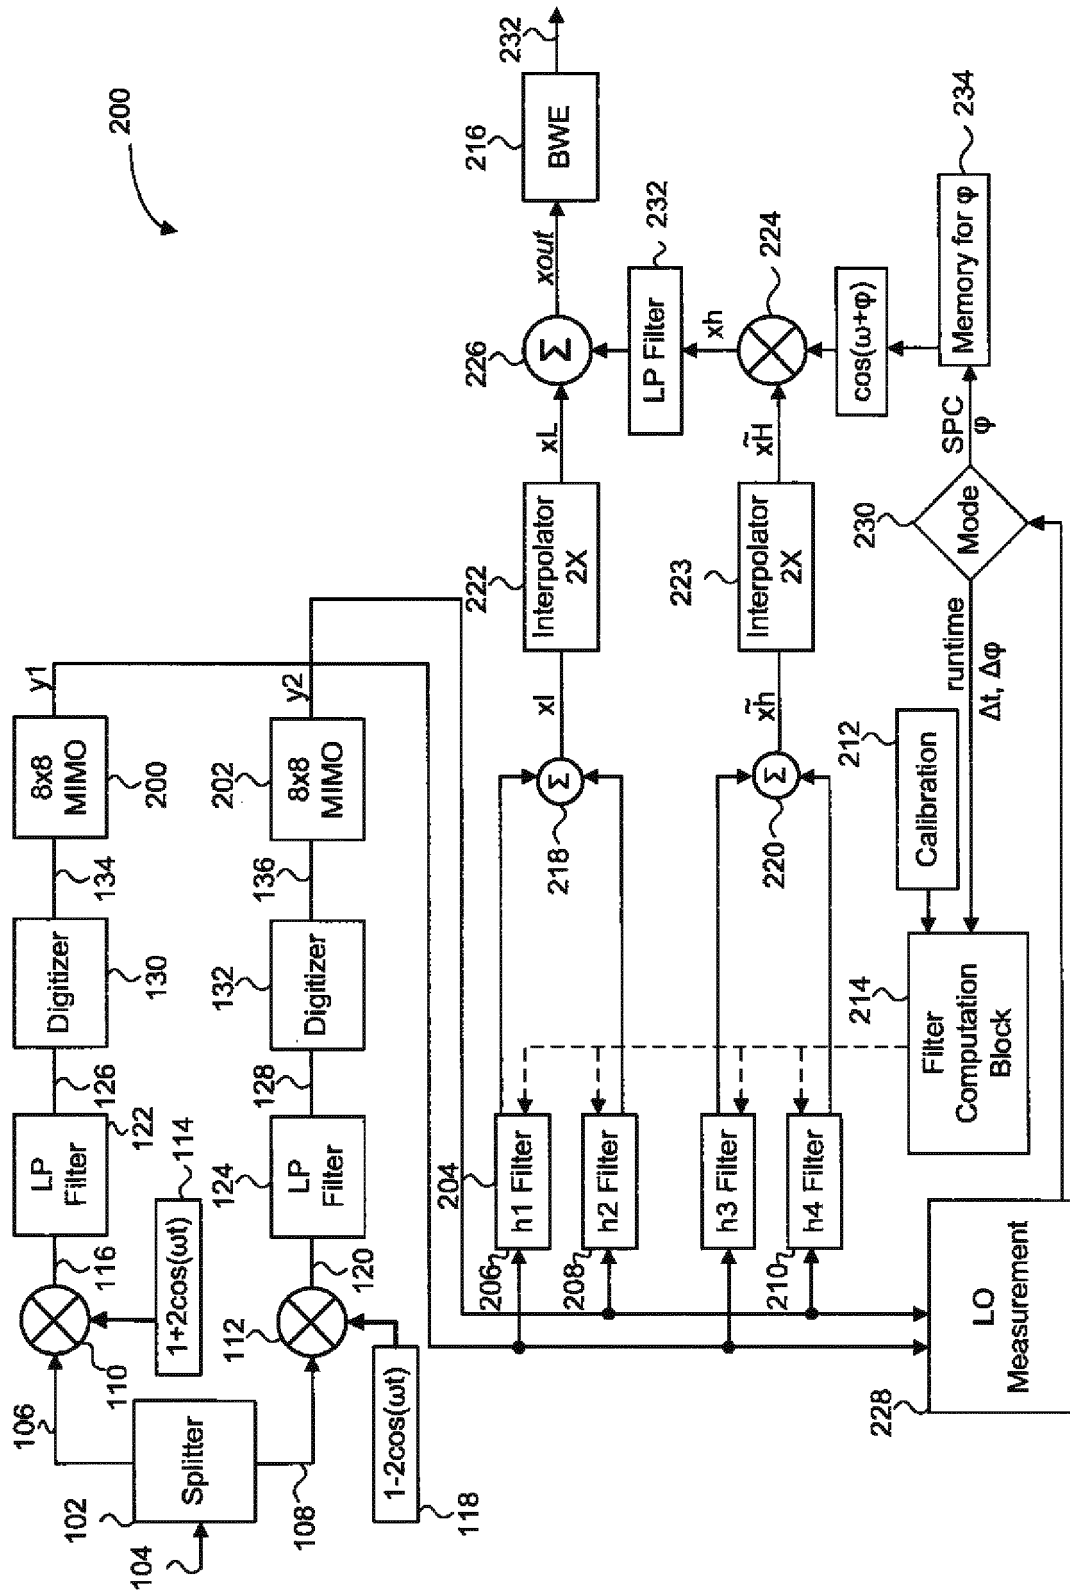 200
102
104
Splitter
106
108
110
112
1+2cos(ωt)
114
1-2cos(ωt)
118
116
120
LP
Filter
122
124
LP
Filter
126
128
Digitizer
130
132
Digitizer
134
136
8x8
MIMO
200
202
8x8
MIMO
y1
y2
204
206
h1 Filter
208
h2 Filter
h3 Filter
210
h4 Filter
228
LO
Measurement
214
Filter
Computation
Block
212
Calibration
218
Σ
220
Σ
xl
x̃h
222
Interpolator
2X
223
Interpolator
2X
xL
x̃H
226
Σ
xout
216
BWE
232
LP Filter
232
xh
224
cos(ω+φ)
Memory for φ
234
SPC
φ
230
Mode
runtime
Δt, Δφ